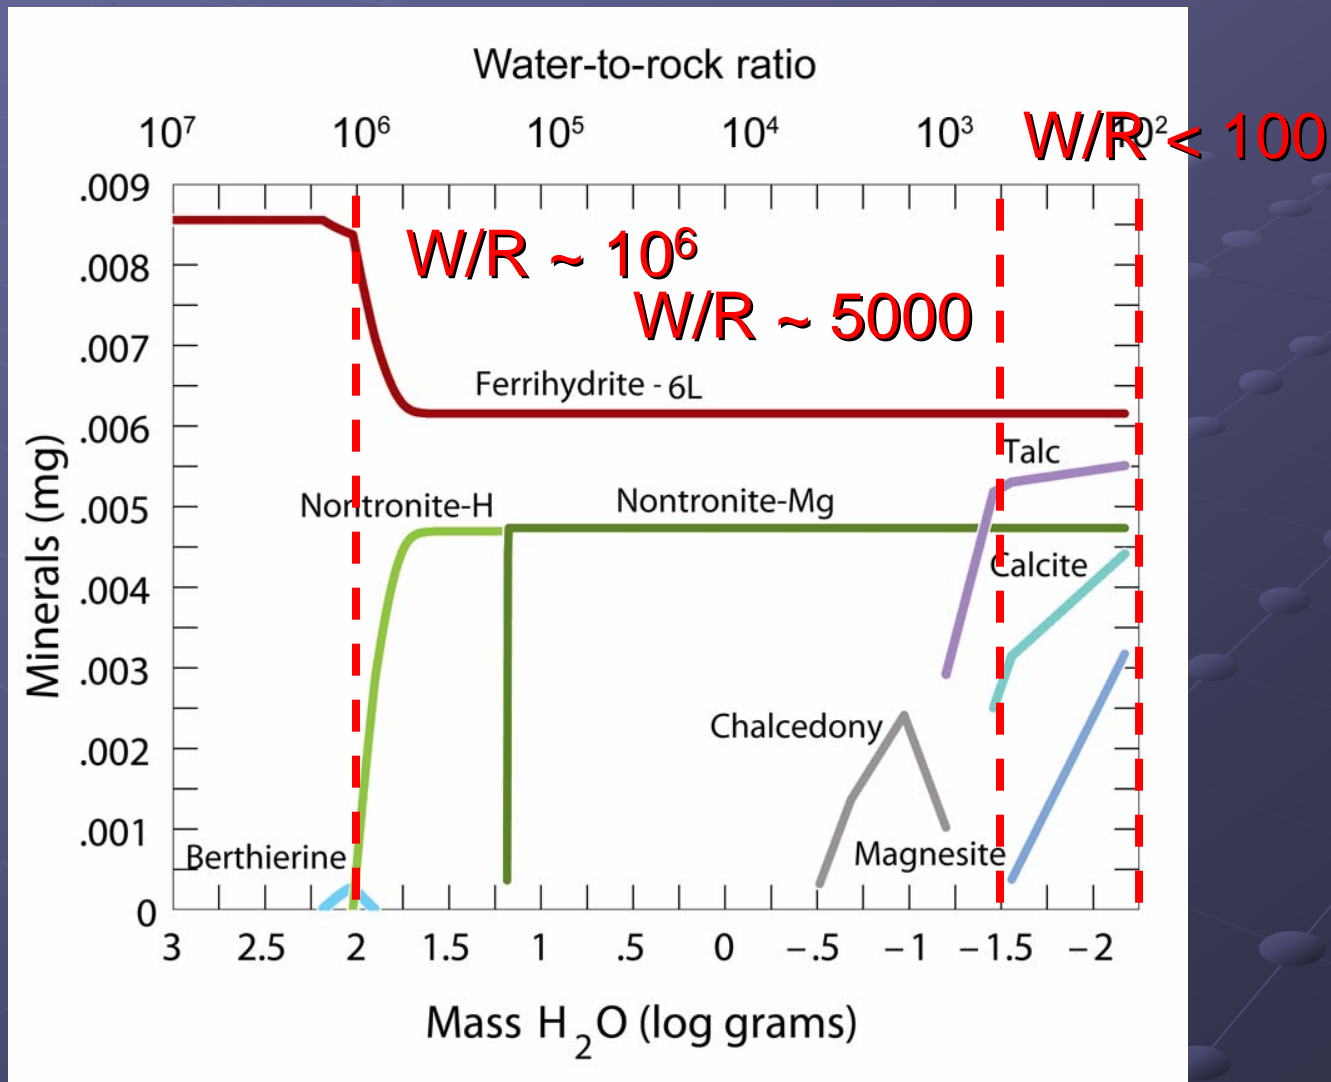 Water-to-rock ratio
10⁷ 10⁶ 10⁵ 10⁴ 10³ 10²
W/R < 100
.009
W/R ~ 10⁶
.008
W/R ~ 5000
.007
Ferrihydrite - 6L
.006
Talc
.005
Nontronite-H
Nontronite-Mg
Calcite
.004
Minerals (mg)
.003
Chalcedony
.002
.001
Berthierine
Magnesite
0
3 2.5 2 1.5 1 .5 0 –.5 –1 –1.5 –2
Mass H₂O (log grams)